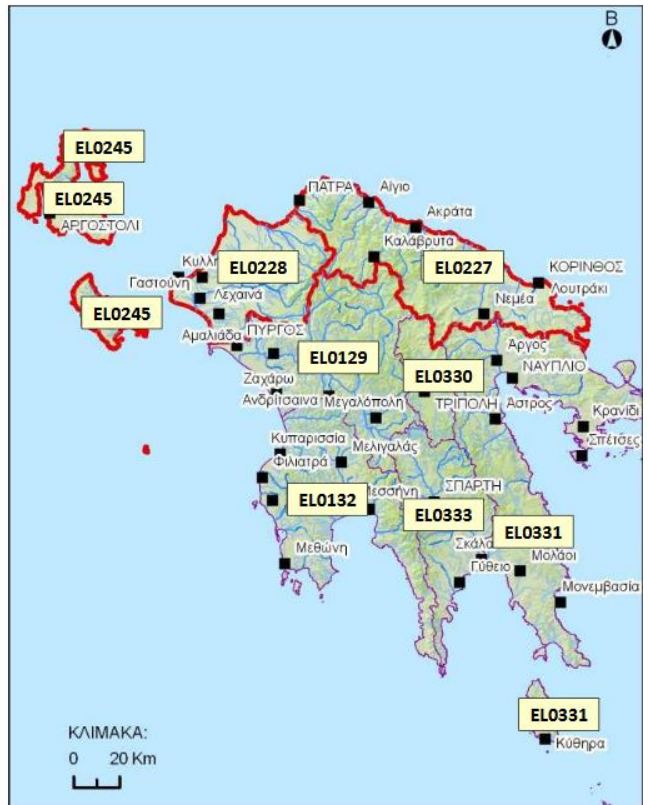 Β
EL0245
EL0245
ΑΡΓΟΣΤΟΛΙ
ΠΑΤΡΑ
Αίγιο
Ακράτα
Καλάβρυτα
EL0228
EL0227
ΚΟΡΙΝΘΟΣ
Λουτράκι
Γαστούνη
Λεχαινά
EL0245
Νεμέα
Αμαλιάδα
ΠΥΡΓΟΣ
EL0129
Άργος
ΝΑΥΠΛΙΟ
Ζαχάρω
EL0330
Ανδρίτσαινα
Μεγαλόπολη
ΤΡΙΠΟΛΗ
Άστρος
Κρανίδι
Σπέτσες
Κυπαρισσία
Μελιγαλάς
Φιλιατρά
EL0132
ΣΠΑΡΤΗ
EL0333
EL0331
Σκάλα
Μολάοι
Μεθώνη
Γύθειο
Μονεμβασία
EL0331
Κύθηρα
ΚΛΙΜΑΚΑ:
0 20 Km